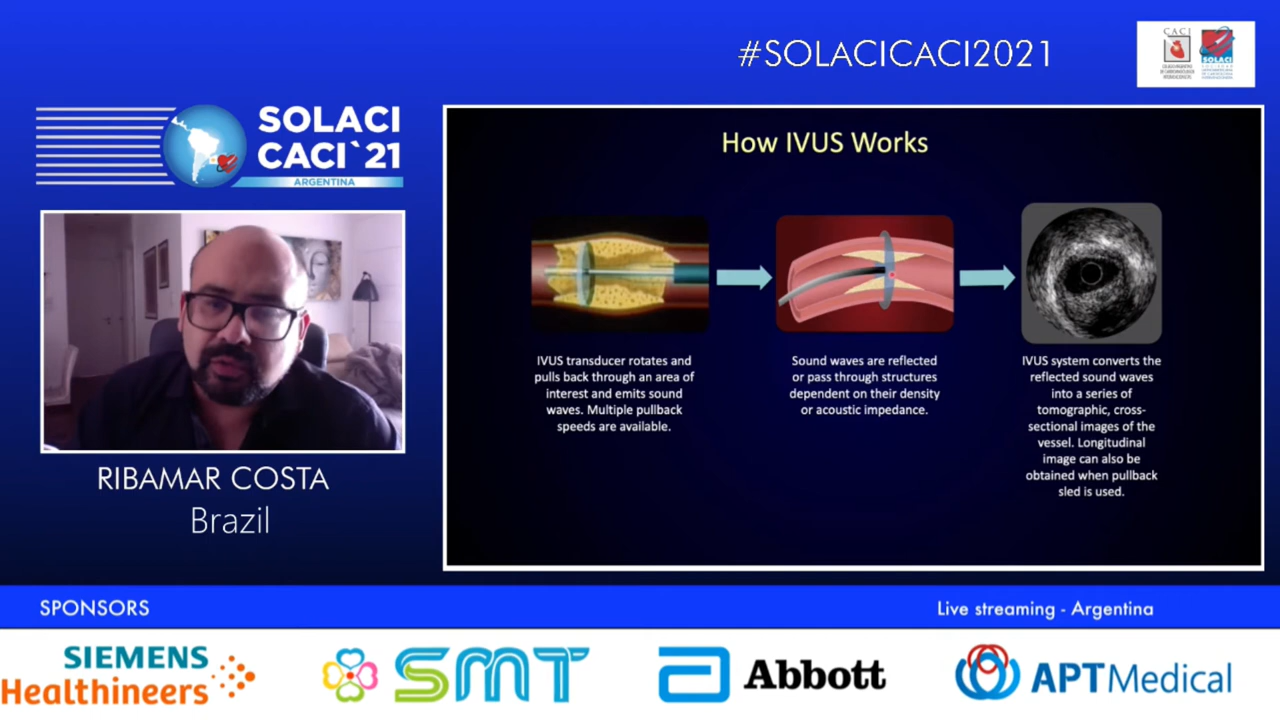 #SOLACICACI2021
CACI
SOLACI
SOLACI
CACI`21
ARGENTINA
RIBAMAR COSTA
Brazil
How IVUS Works
IVUS transducer rotates and
pulls back through an area of
interest and emits sound
waves. Multiple pullback
speeds are available.
Sound waves are reflected
or pass through structures
dependent on their density
or acoustic impedance.
IVUS system converts the
reflected sound waves
into a series of
tomographic, cross-
sectional images of the
vessel. Longitudinal
image can also be
obtained when pullback
sled is used.
SPONSORS
Live streaming - Argentina
SIEMENS
Healthineers
SMT
Abbott
APTMedical